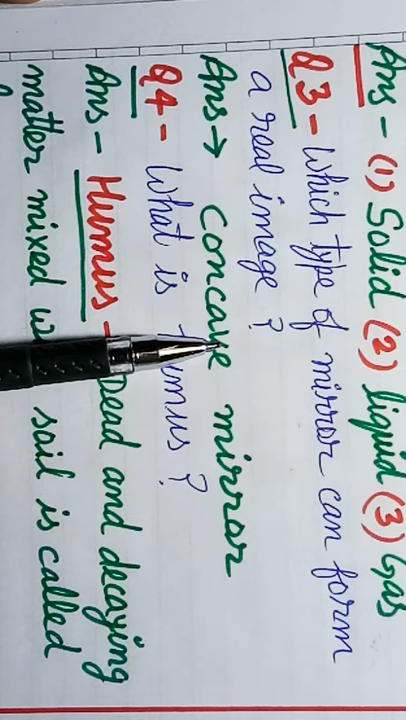 Ans - (1) Solid (2) liquid (3) Gas
Q3 - Which type of mirror can form
a real image ?
Ans → Concave mirror
Q4 - What is humus ?
Ans - Humus - Dead and decaying
matter mixed soil is called